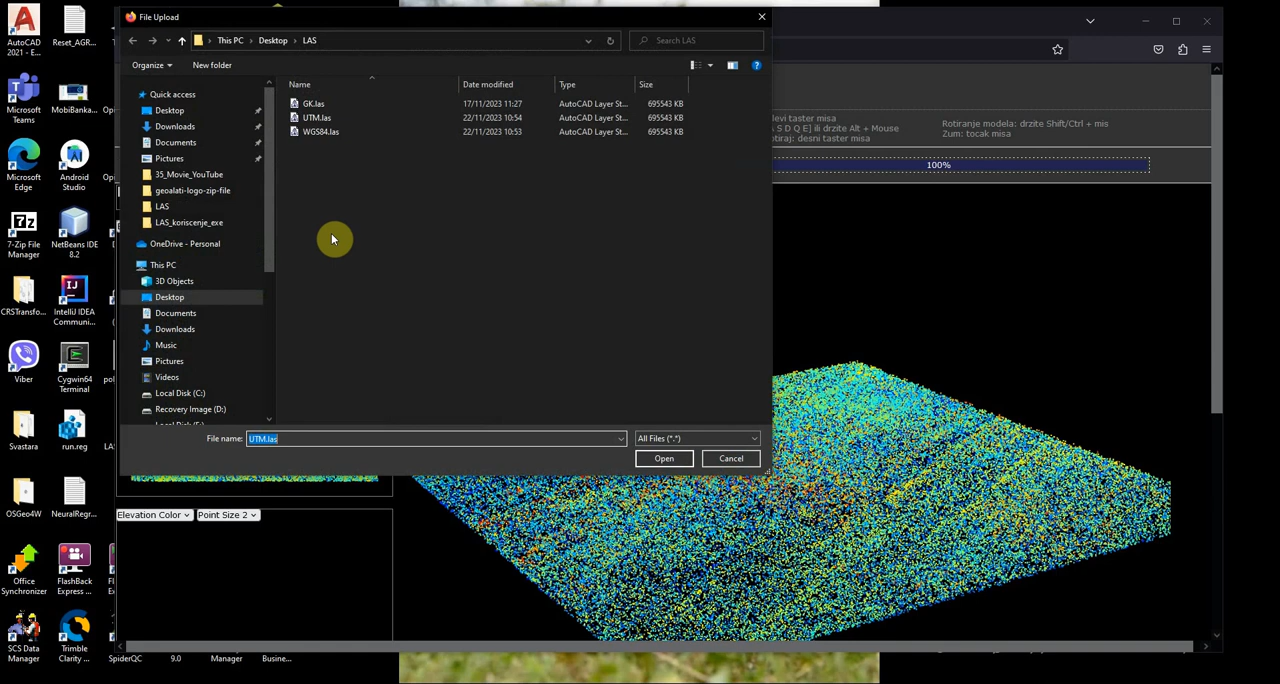 File Upload
This PC > Desktop > LAS
Search LAS
Organize
New folder
Name
Date modified
Type
Size
GK.las
17/11/2023 11:27
AutoCAD Layer St...
695543 KB
UTM.las
22/11/2023 10:54
AutoCAD Layer St...
695543 KB
WGS84.las
22/11/2023 10:53
AutoCAD Layer St...
695543 KB
Quick access
Desktop
Downloads
Documents
Pictures
35_Movie_YouTube
geoalati-logo-zip-file
LAS
LAS_koriscenje_exe
OneDrive - Personal
This PC
3D Objects
Desktop
Documents
Downloads
Music
Pictures
Videos
Local Disk (C:)
Recovery Image (D:)
File name:
UTM.las
All Files (*.*)
Open
Cancel
levi taster misa
S D Q E] ili drzite Alt + Mouse
otiraj: desni taster misa
Rotiranje modela: drzite Shift/Ctrl + mis
Zum: tocak misa
100%
Elevation Color
Point Size 2
AutoCAD
2021 - E...
Reset_AGR...
Microsoft
Teams
MobiBanka...
Microsoft
Edge
Android
Studio
7-Zip File
Manager
NetBeans IDE
8.2
CRSTransfo...
IntelliJ IDEA
Communi...
Viber
Cygwin64
Terminal
Svastara
run.reg
OSGeo4W
NeuralRegr...
Office
Synchronizer
FlashBack
Express ...
SCS Data
Manager
Trimble
Clarity ...
SpiderQC
9.0
Manager
Busine...